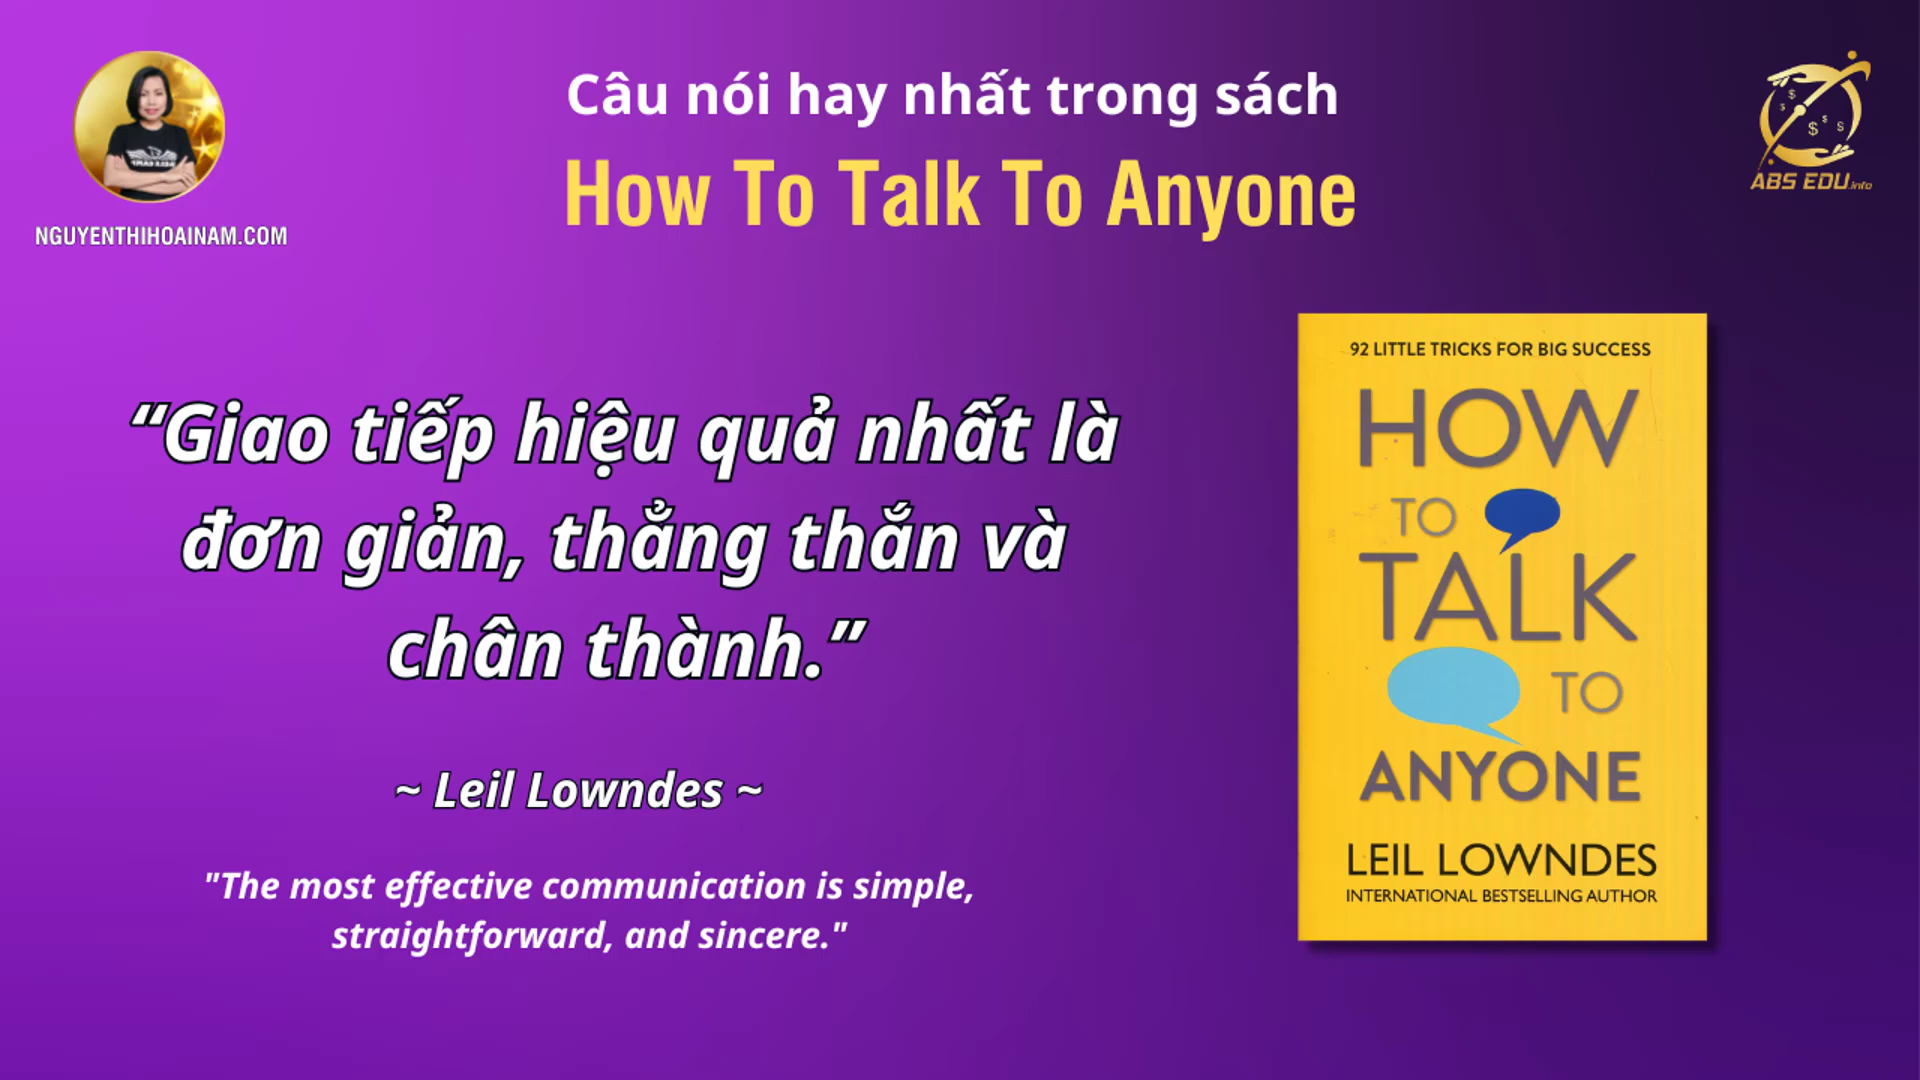 Câu nói hay nhất trong sách
How To Talk To Anyone
NGUYENTHIHOAINAM.COM
ABS EDU.info
“Giao tiếp hiệu quả nhất là
đơn giản, thẳng thắn và
chân thành.”
~ Leil Lowndes ~
"The most effective communication is simple,
straightforward, and sincere."
92 LITTLE TRICKS FOR BIG SUCCESS
HOW
TO
TALK
TO
ANYONE
LEIL LOWNDES
INTERNATIONAL BESTSELLING AUTHOR